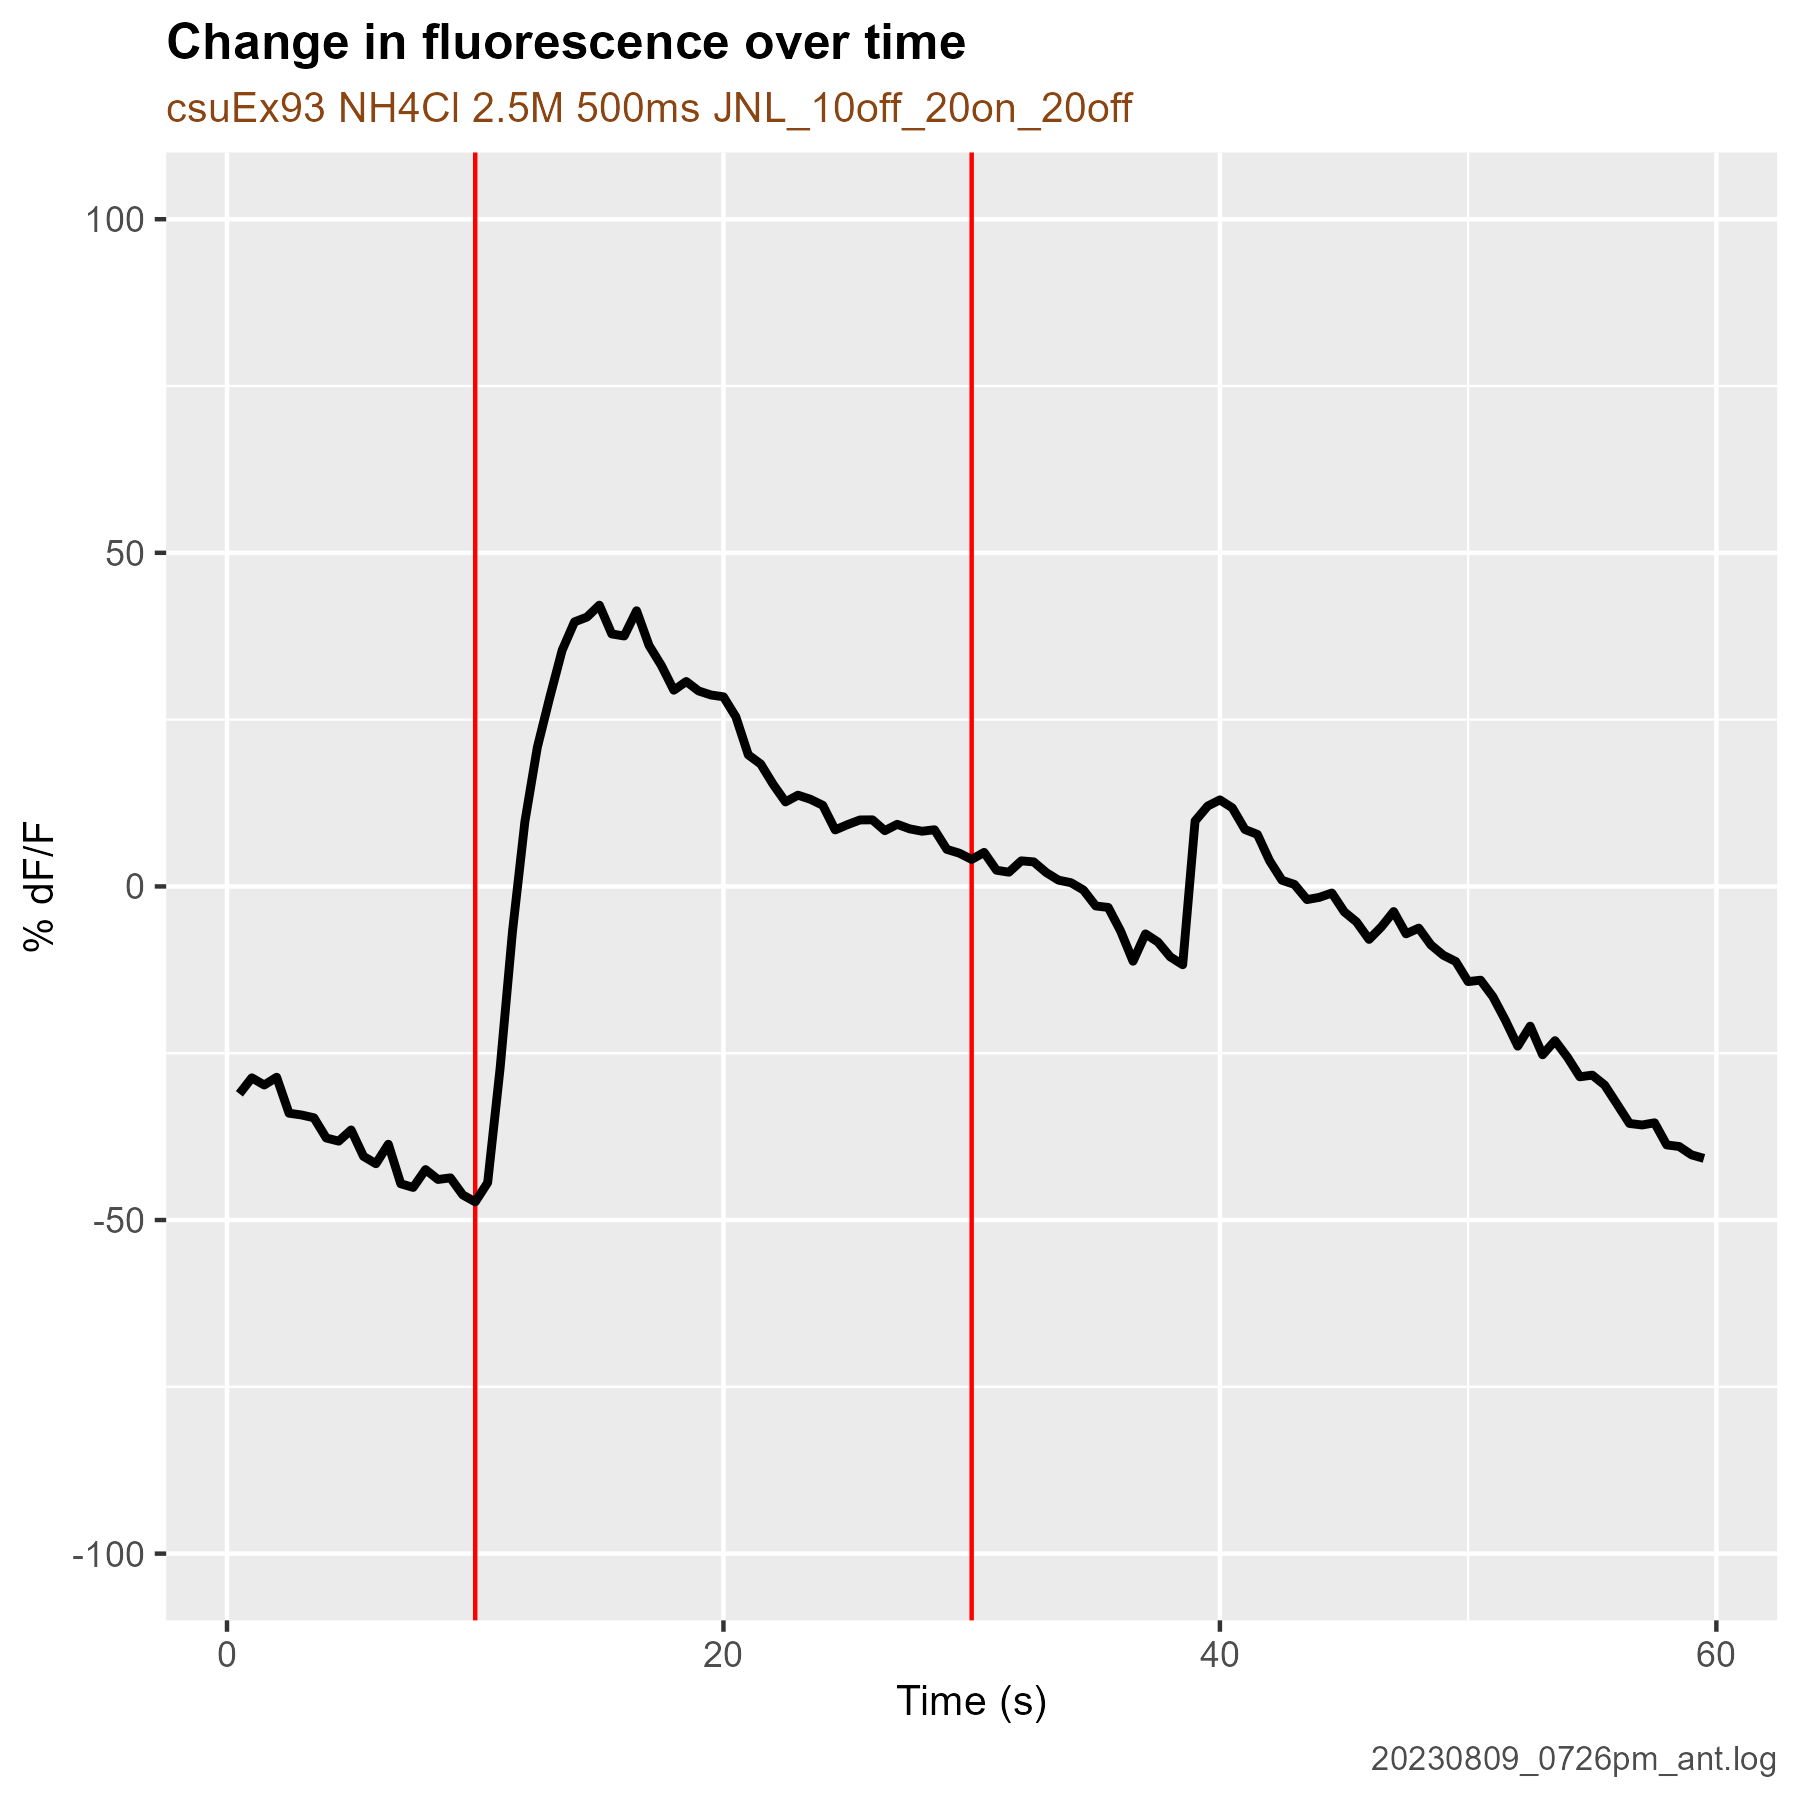 Change in fluorescence over time
csuEx93 NH4Cl 2.5M 500ms JNL_10off_20on_20off
100
50
0
-50
-100
% dF/F
0 20 40 60
Time (s)
20230809_0726pm_ant.log